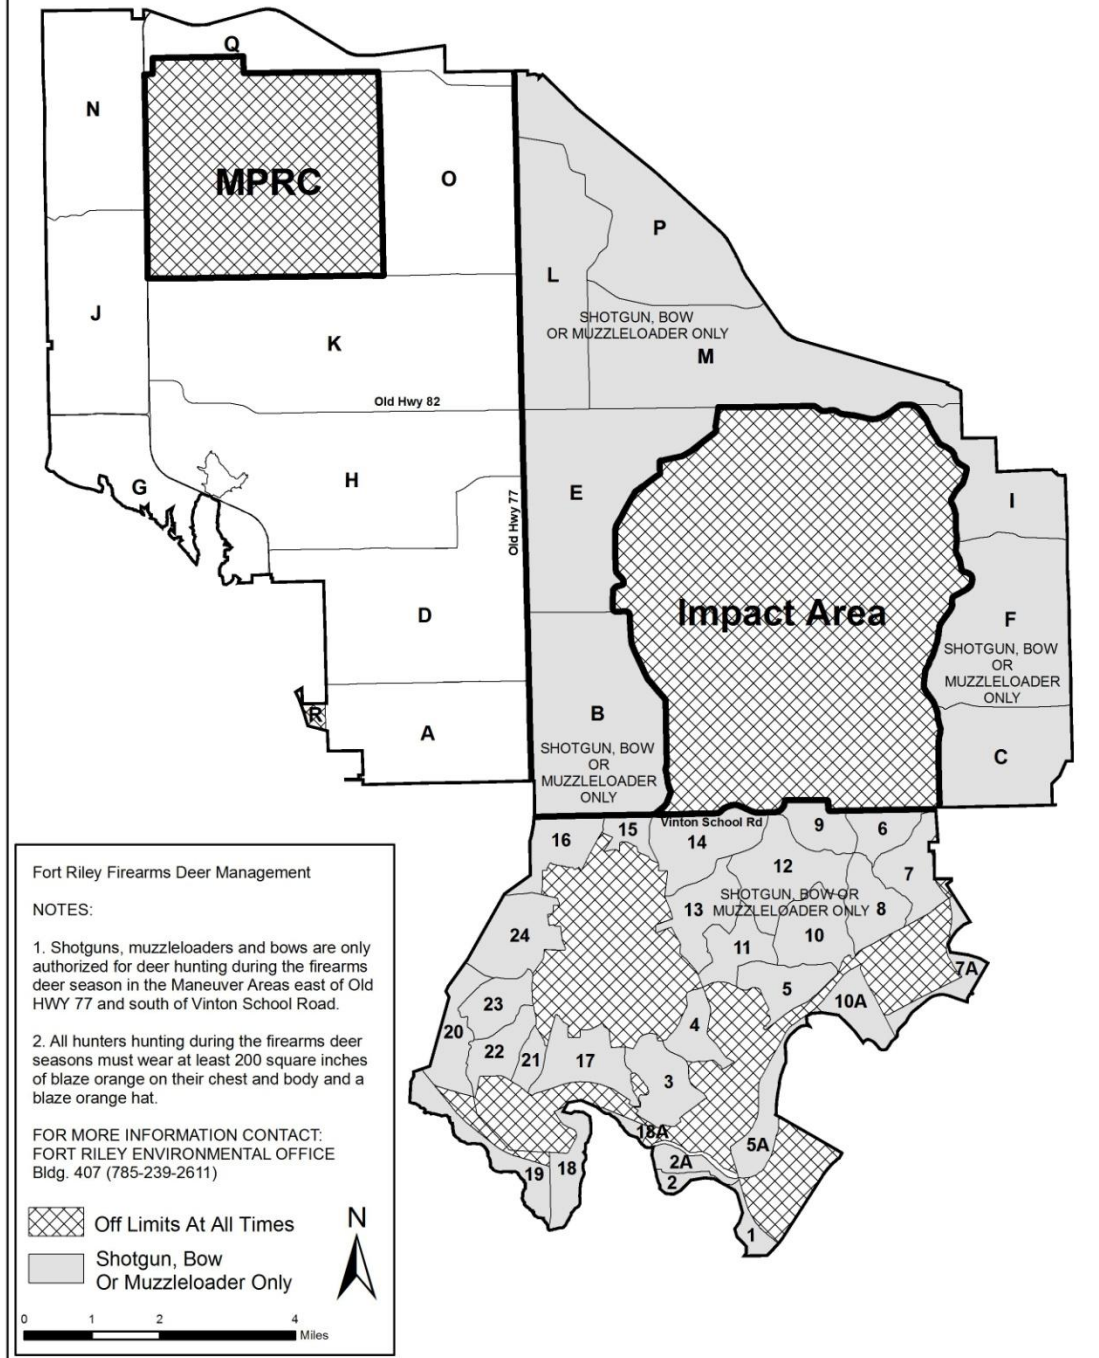 Q
N
MPRC
O
P
L
J
SHOTGUN, BOW
OR MUZZLELOADER ONLY
K
M
Old Hwy 82
G
H
E
I
Old Hwy 77
Impact Area
D
F
SHOTGUN, BOW
OR
MUZZLELOADER
ONLY
R
A
B
C
SHOTGUN, BOW
OR
MUZZLELOADER
ONLY
Vinton School Rd
16
15
14
9
6
12
7
SHOTGUN, BOW OR
MUZZLELOADER ONLY
13
8
24
11
10
5
7A
10A
23
4
20
22
21
17
3
18A
5A
2A
19
18
2
1
Fort Riley Firearms Deer Management
NOTES:
1. Shotguns, muzzleloaders and bows are only
authorized for deer hunting during the firearms
deer season in the Maneuver Areas east of Old
HWY 77 and south of Vinton School Road.
2. All hunters hunting during the firearms deer
seasons must wear at least 200 square inches
of blaze orange on their chest and body and a
blaze orange hat.
FOR MORE INFORMATION CONTACT:
FORT RILEY ENVIRONMENTAL OFFICE
Bldg. 407 (785-239-2611)
Off Limits At All Times
Shotgun, Bow
Or Muzzleloader Only
N
0 1 2 4
Miles